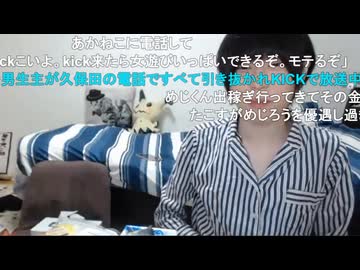 あかねこに電話して
ckこいよ。kick来たら女遊びいっぱいできるぞ。モテるぞ」
男生主が久保田の電話ですべて引き抜かれKICKで放送中
めじくん出稼ぎ行ってきてその金
たこすがめじろうを優遇し過